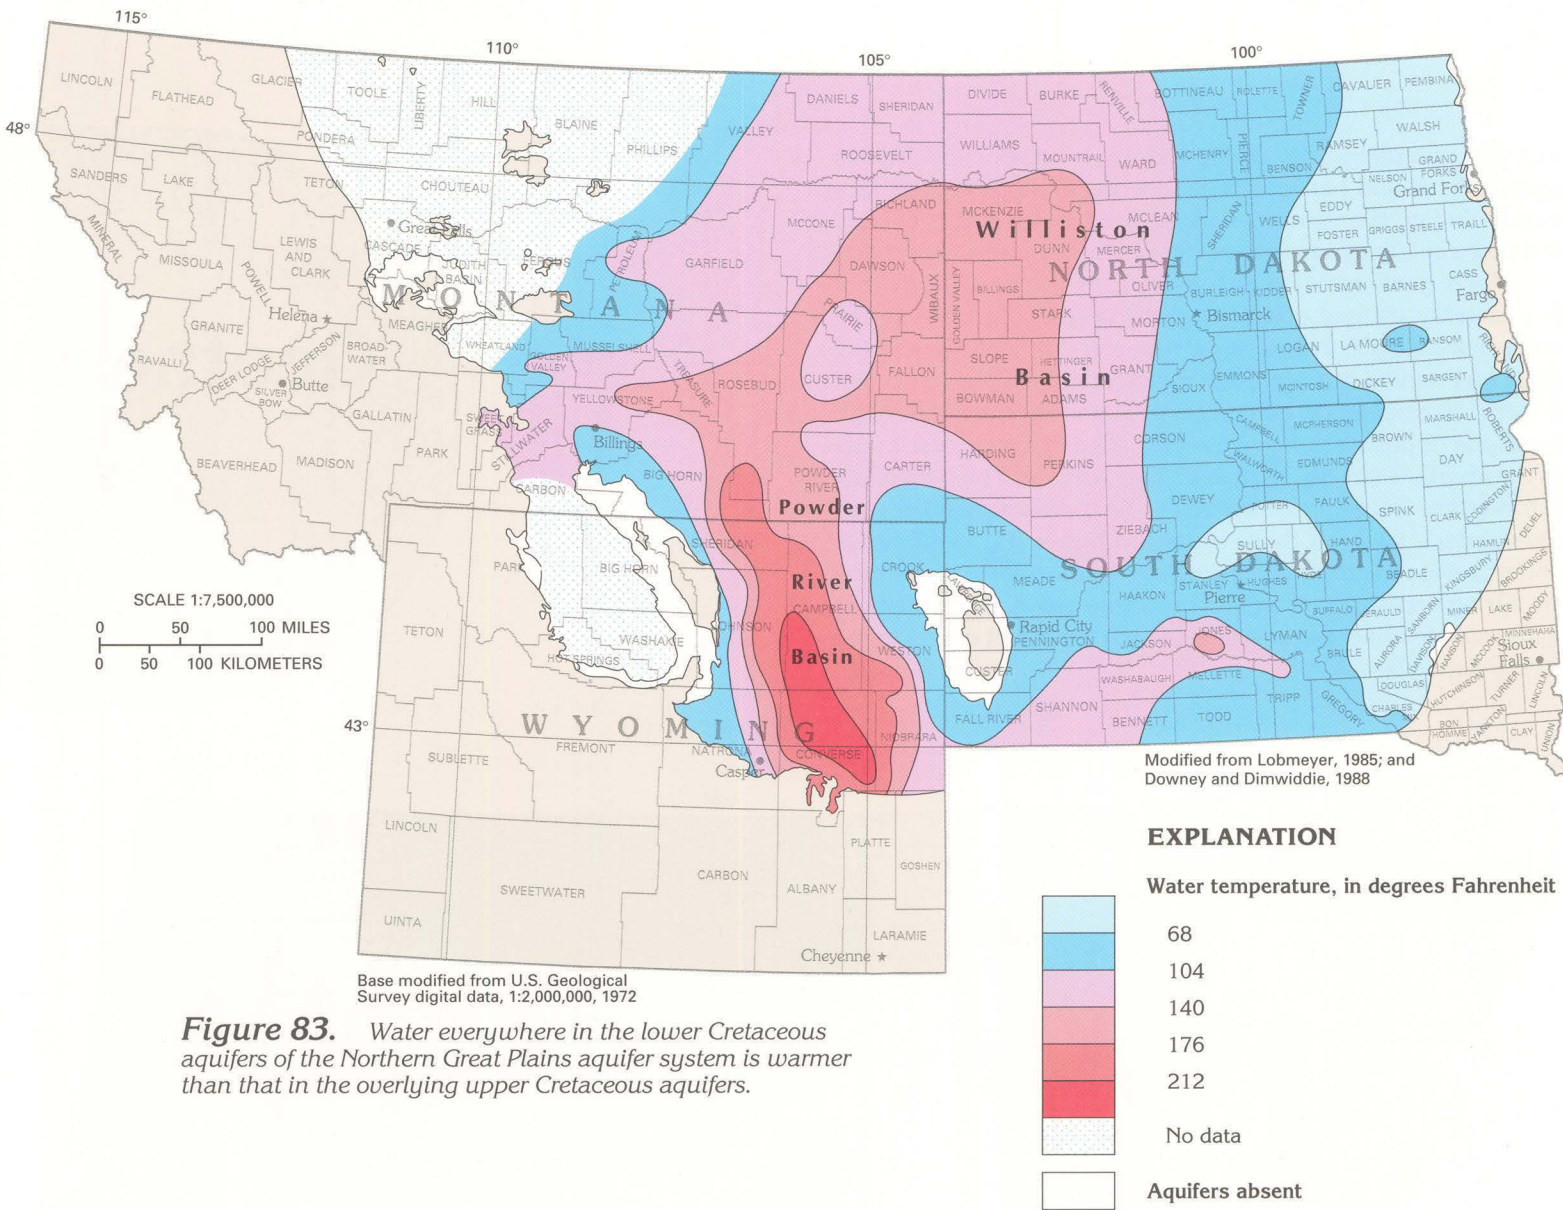 115°
110°
105°
100°
48°
43°
LINCOLN
FLATHEAD
GLACIER
TOOLE
LIBERTY
HILL
BLAINE
PHILLIPS
VALLEY
DANIELS
SHERIDAN
DIVIDE
BURKE
RENVILLE
BOTTINEAU
ROLETTE
TOWNER
CAVALIER
PEMBINA
SANDERS
LAKE
PONDERA
TETON
CHOUTEAU
ROOSEVELT
WILLIAMS
MOUNTRAIL
WARD
MCHENRY
PIERCE
BENSON
RAMSEY
WALSH
NELSON
GRAND
FORKS
Grand Forks
MINERAL
MISSOULA
POWELL
LEWIS
AND
CLARK
CASCADE
Great Falls
JUDITH
BASIN
FERGUS
PETROLEUM
GARFIELD
MCCONE
RICHLAND
MCKENZIE
Williston
DUNN
MCLEAN
MERCER
SHERIDAN
WELLS
EDDY
FOSTER
GRIGGS
STEELE
TRAILL
MONTANA
NORTH DAKOTA
GRANITE
Helena
MEAGHER
DAWSON
PRAIRIE
WIBAUX
GOLDEN VALLEY
BILLINGS
STARK
OLIVER
MORTON
BURLEIGH
Bismarck
KIDDER
STUTSMAN
BARNES
CASS
Fargo
RAVALLI
DEER LODGE
JEFFERSON
BROAD-
WATER
Butte
SILVER
BOW
GALLATIN
WHEATLAND
GOLDEN
VALLEY
MUSSELSHELL
TREASURE
ROSEBUD
CUSTER
FALLON
SLOPE
HETTINGER
GRANT
Basin
BOWMAN
ADAMS
SIOUX
EMMONS
LOGAN
LA MOURE
RANSOM
RICHLAND
MCINTOSH
DICKEY
SARGENT
BEAVERHEAD
MADISON
PARK
SWEET
GRASS
STILLWATER
YELLOWSTONE
Billings
BIG HORN
CARBON
POWDER
RIVER
CARTER
HARDING
PERKINS
CORSON
CAMPBELL
MCPHERSON
BROWN
MARSHALL
ROBERTS
WALWORTH
EDMUNDS
DAY
GRANT
Powder
BUTTE
DEWEY
ZIEBACH
POTTER
FAULK
SPINK
CLARK
CODINGTON
DEUEL
HAMLIN
PARK
BIG HORN
SHERIDAN
River
CAMPBELL
CROOK
LAWRENCE
MEADE
SOUTH DAKOTA
HAAKON
STANLEY
SULLY
HUGHES
Pierre
HYDE
HAND
BEADLE
KINGSBURY
BROOKINGS
SCALE 1:7,500,000
0 50 100 MILES
0 50 100 KILOMETERS
TETON
HOT SPRINGS
WASHAKIE
JOHNSON
Basin
WESTON
CUSTER
Rapid City
PENNINGTON
JACKSON
JONES
LYMAN
BUFFALO
JERAULD
SANBORN
MINER
LAKE
MOODY
BRULE
AURORA
DAVISON
HANSON
MCCOOK
MINNEHAHA
Sioux
Falls
WASHABAUGH
MELLETTE
WYOMING
SUBLETTE
FREMONT
NATRONA
Casper
CONVERSE
NIOBRARA
FALL RIVER
SHANNON
BENNETT
TODD
TRIPP
GREGORY
CHARLES
MIX
DOUGLAS
HUTCHINSON
TURNER
LINCOLN
BON
HOMME
YANKTON
CLAY
UNION
LINCOLN
SWEETWATER
CARBON
ALBANY
PLATTE
GOSHEN
UINTA
LARAMIE
Cheyenne
Modified from Lobmeyer, 1985; and
Downey and Dimwiddie, 1988
Base modified from U.S. Geological
Survey digital data, 1:2,000,000, 1972
Figure 83. Water everywhere in the lower Cretaceous
aquifers of the Northern Great Plains aquifer system is warmer
than that in the overlying upper Cretaceous aquifers.
EXPLANATION
Water temperature, in degrees Fahrenheit
68
104
140
176
212
No data
Aquifers absent